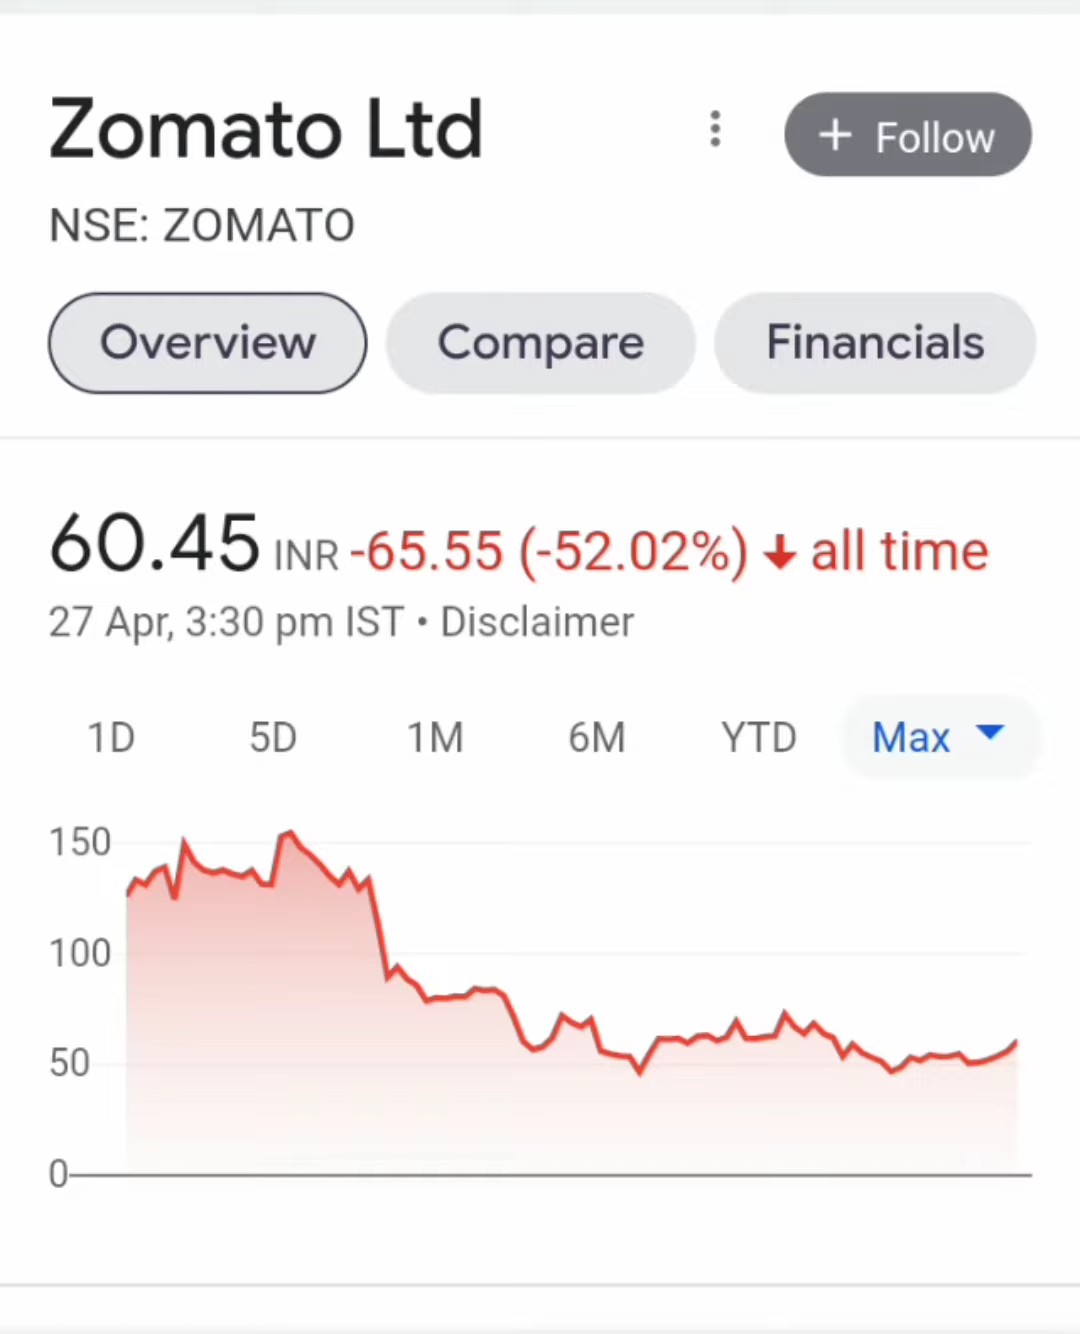 Zomato Ltd
+ Follow
NSE: ZOMATO
Overview Compare Financials
60.45 INR -65.55 (-52.02%) ↓ all time
27 Apr, 3:30 pm IST • Disclaimer
1D 5D 1M 6M YTD Max
150
100
50
0